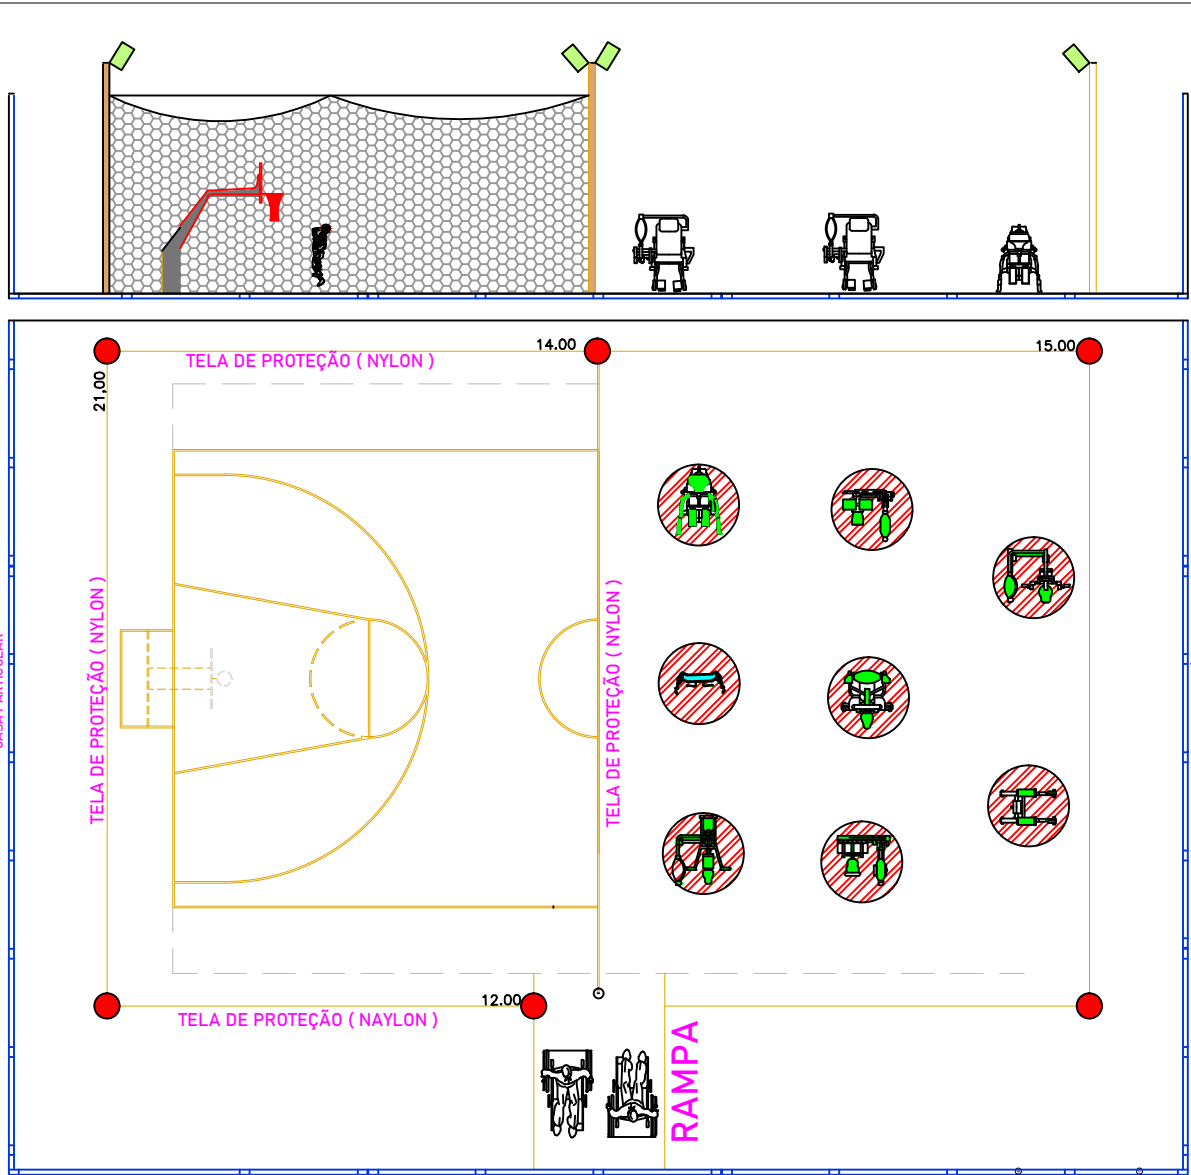 14.00
15.00
TELA DE PROTEÇÃO ( NYLON )
21,00
TELA DE PROTEÇÃO ( NYLON )
TELA DE PROTEÇÃO ( NYLON )
12.00
TELA DE PROTEÇÃO ( NAYLON )
RAMPA